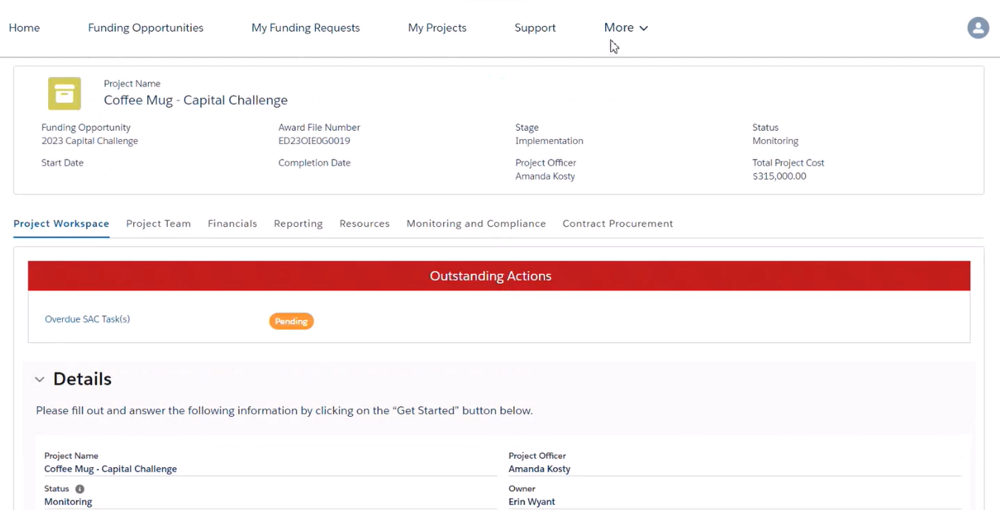 Home Funding Opportunities My Funding Requests My Projects Support More
Project Name
Coffee Mug - Capital Challenge
Funding Opportunity Award File Number Stage Status
2023 Capital Challenge ED23OIE0G0019 Implementation Monitoring
Start Date Completion Date Project Officer Total Project Cost
Amanda Kosty $315,000.00
Project Workspace Project Team Financials Reporting Resources Monitoring and Compliance Contract Procurement
Outstanding Actions
Overdue SAC Task(s) Pending
Details
Please fill out and answer the following information by clicking on the “Get Started” button below.
Project Name Project Officer
Coffee Mug - Capital Challenge Amanda Kosty
Status Owner
Monitoring Erin Wyant